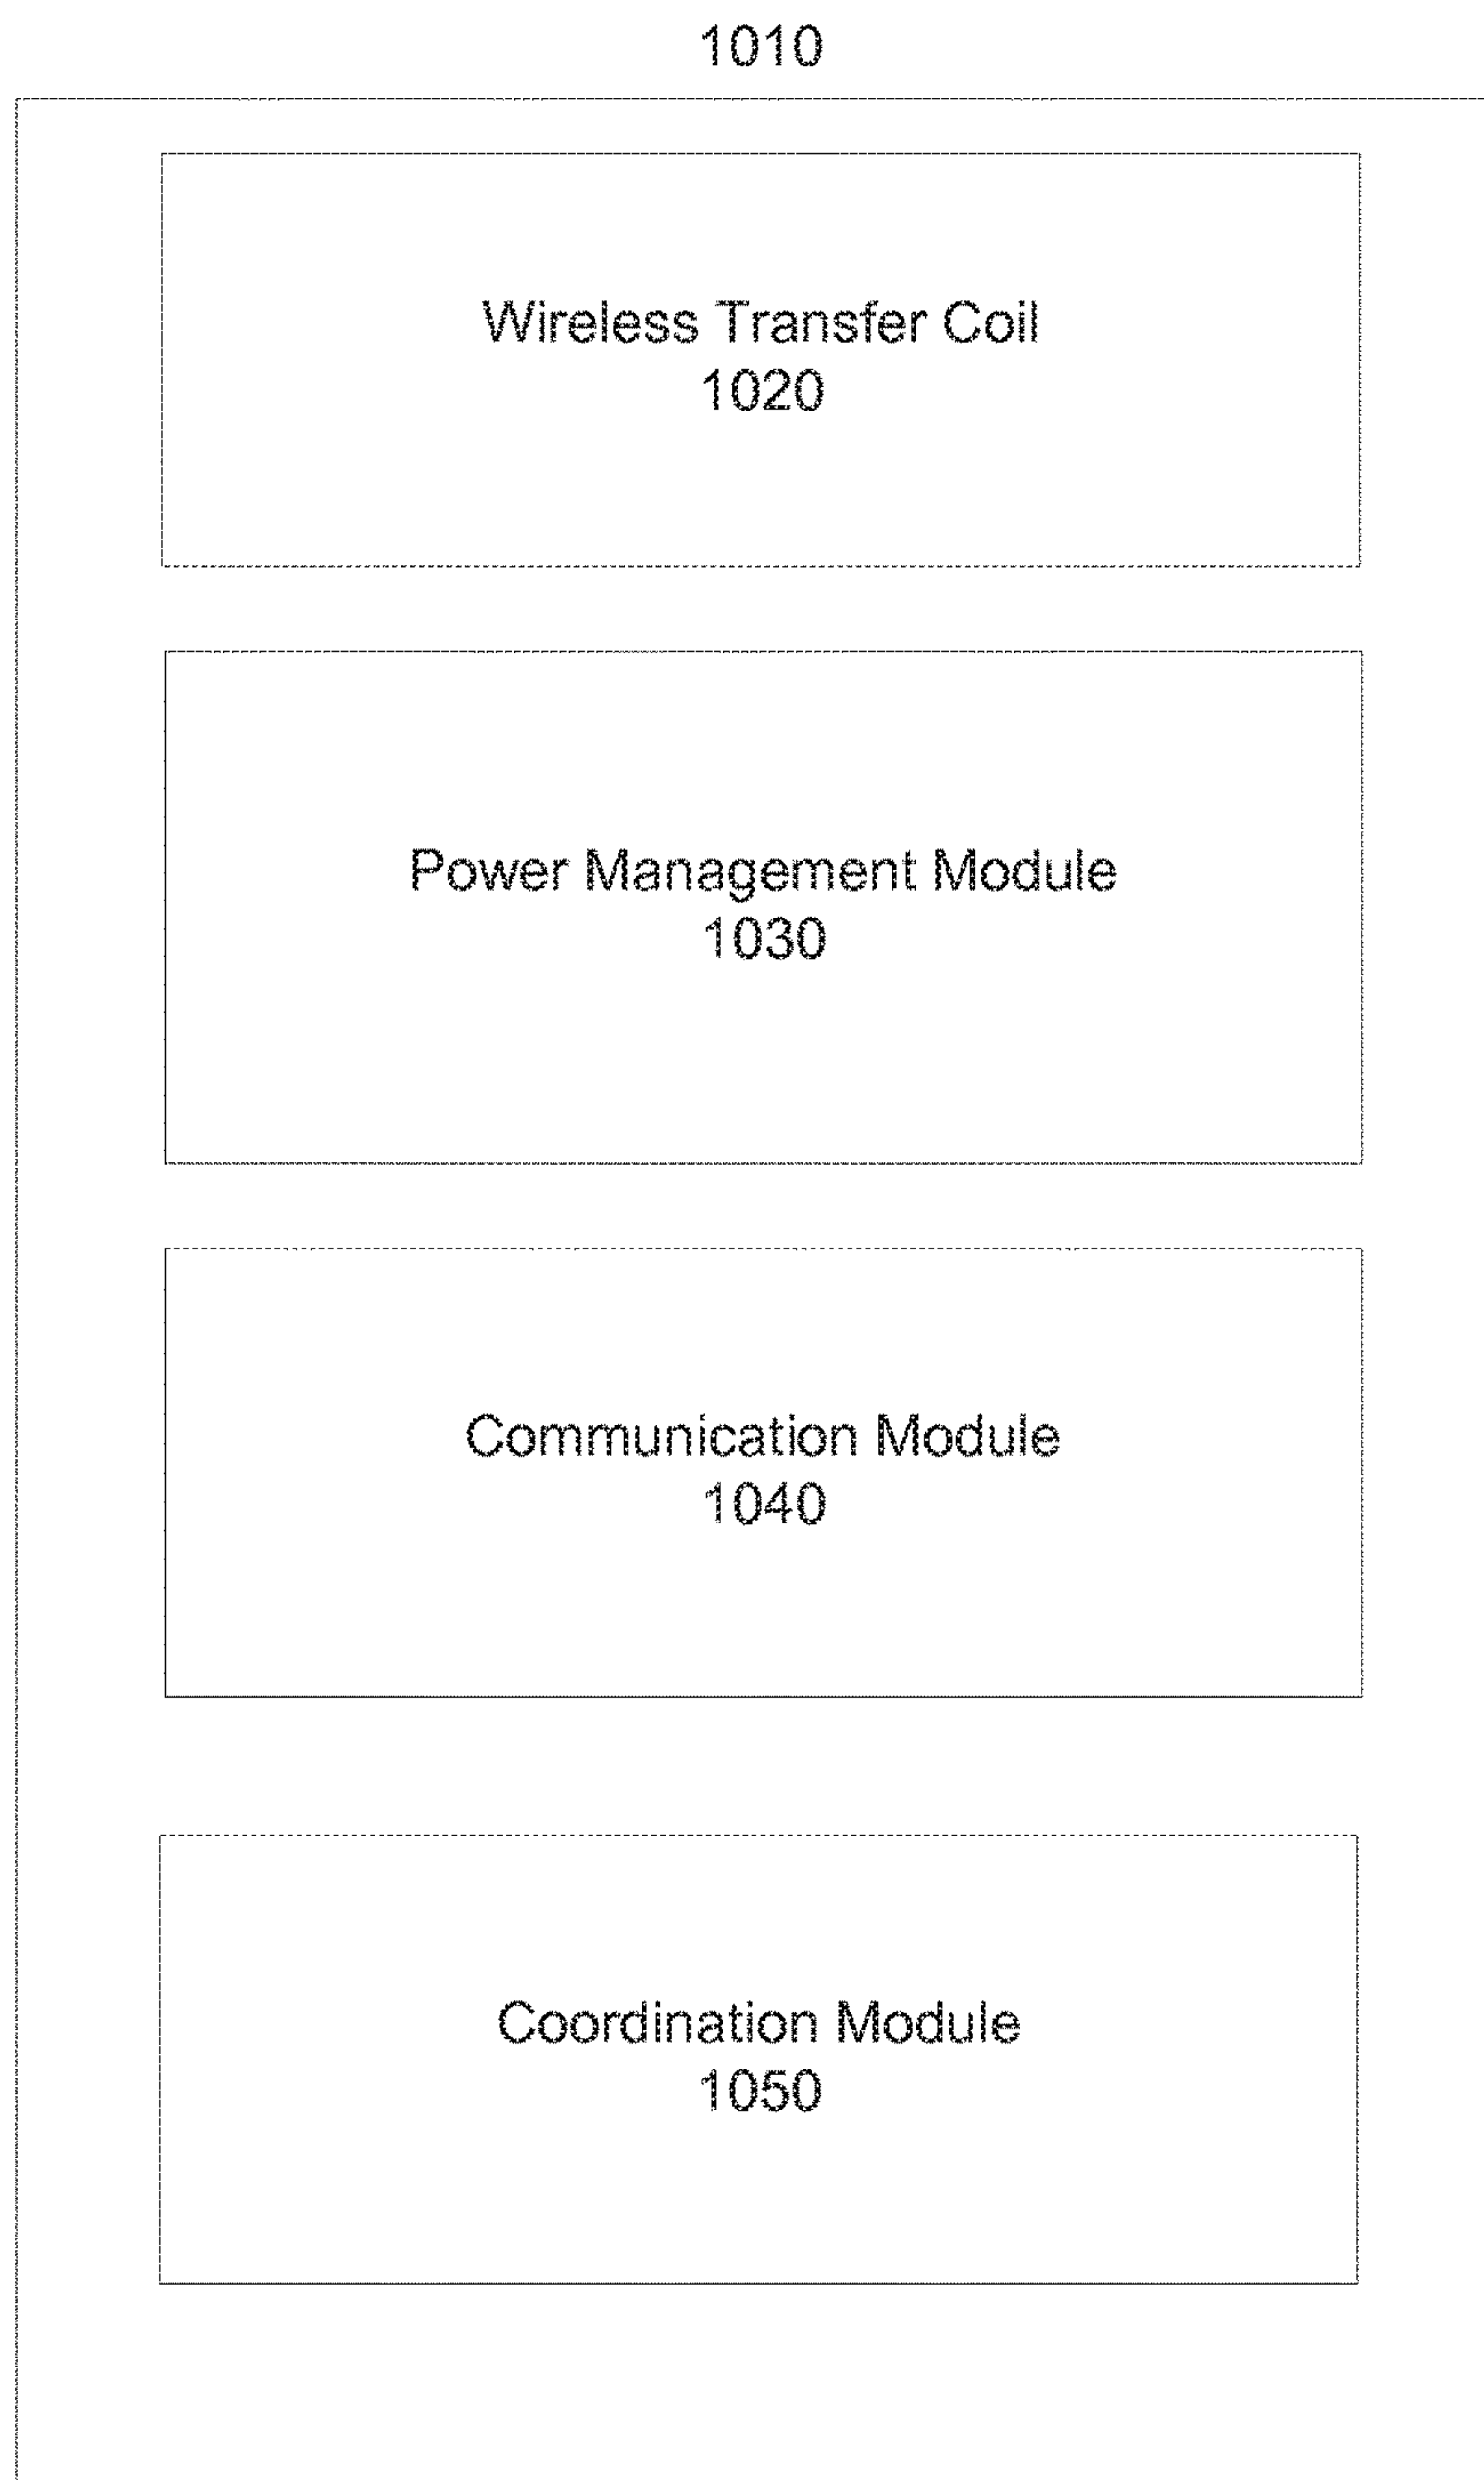 1010
Wireless Transfer Coil
1020
Power Management Module
1030
Communication Module
1040
Coordination Module
1050